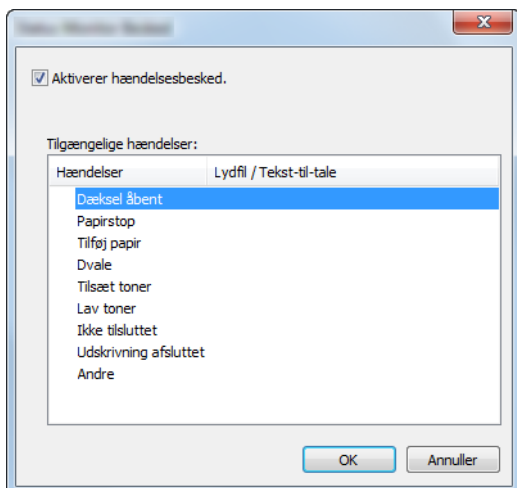 Aktiverer hændelsesbesked.
Tilgængelige hændelser:
Hændelser Lydfil / Tekst-til-tale
Dæksel åbent
Papirstop
Tilføj papir
Dvale
Tilsæt toner
Lav toner
Ikke tilsluttet
Udskrivning afsluttet
Andre
OK Annuller